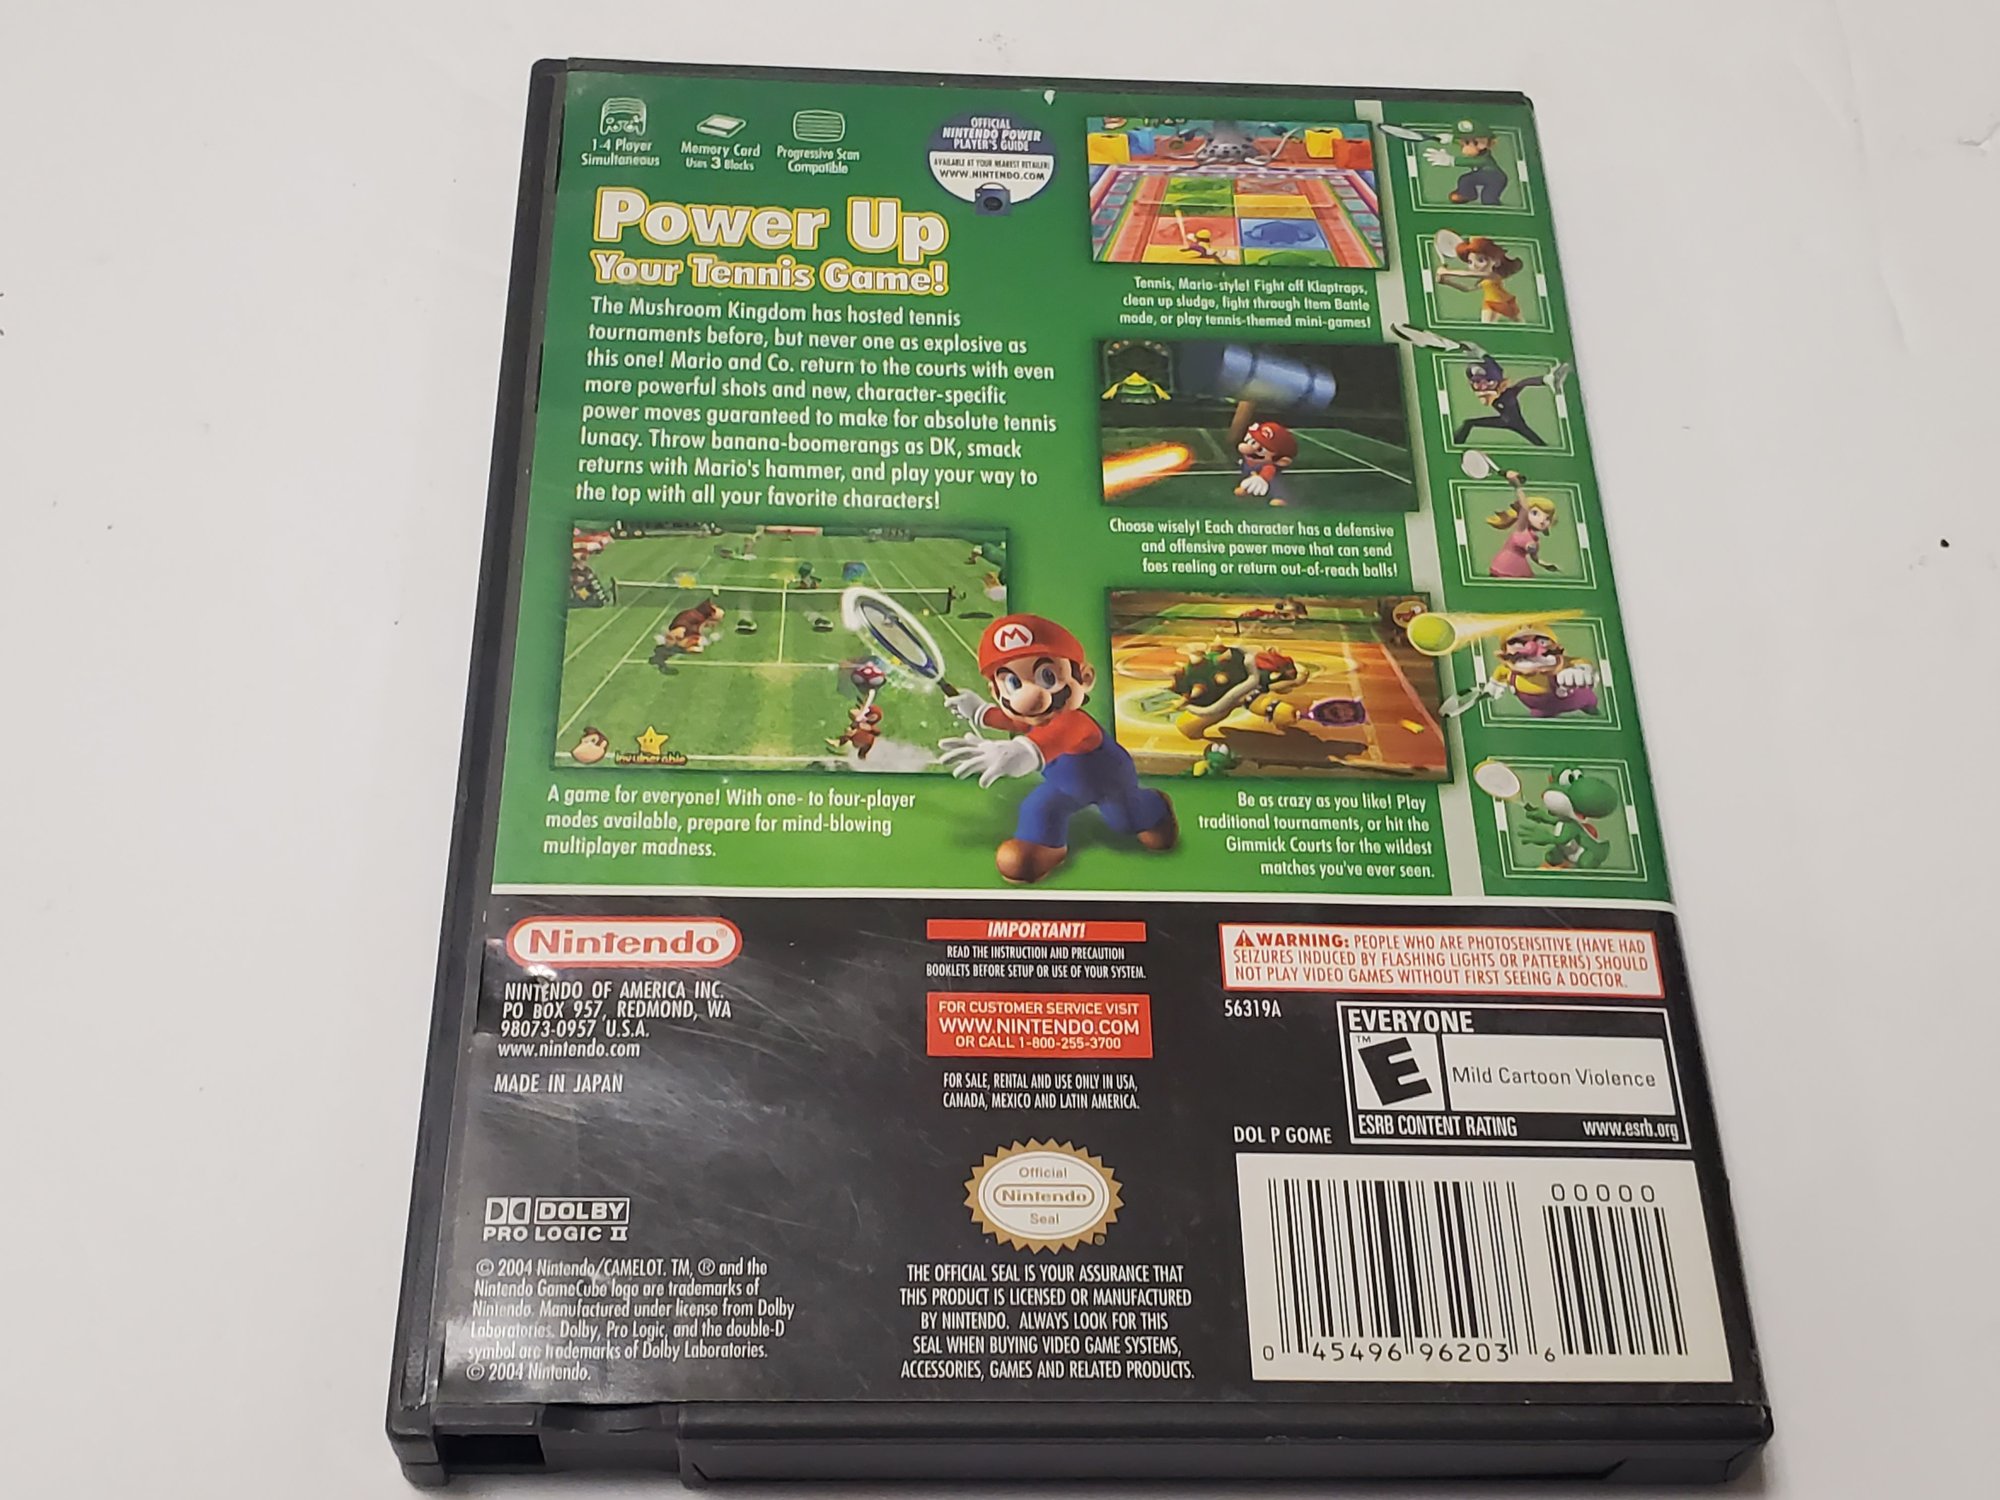 1-4 Player
Simultaneous
Memory Card
Uses 3 Blocks
Progressive Scan
Compatible
OFFICIAL
NINTENDO POWER
PLAYER'S GUIDE
AVAILABLE AT YOUR NEAREST RETAILER!
WWW.NINTENDO.COM
Power Up
Your Tennis Game!
The Mushroom Kingdom has hosted tennis
tournaments before, but never one as explosive as
this one! Mario and Co. return to the courts with even
more powerful shots and new, character-specific
power moves guaranteed to make for absolute tennis
lunacy. Throw banana-boomerangs as DK, smack
returns with Mario's hammer, and play your way to
the top with all your favorite characters!
Tennis, Mario-style! Fight off Klaptraps,
clean up sludge, fight through Item Battle
mode, or play tennis-themed mini-games!
Choose wisely! Each character has a defensive
and offensive power move that can send
foes reeling or return out-of-reach balls!
Invulnerable
M
A game for everyone! With one- to four-player
modes available, prepare for mind-blowing
multiplayer madness.
Be as crazy as you like! Play
traditional tournaments, or hit the
Gimmick Courts for the wildest
matches you've ever seen.
Nintendo®
NINTENDO OF AMERICA INC.
PO BOX 957, REDMOND, WA
98073-0957 U.S.A.
www.nintendo.com
MADE IN JAPAN
IMPORTANT!
READ THE INSTRUCTION AND PRECAUTION
BOOKLETS BEFORE SETUP OR USE OF YOUR SYSTEM.
FOR CUSTOMER SERVICE VISIT
WWW.NINTENDO.COM
OR CALL 1-800-255-3700
FOR SALE, RENTAL AND USE ONLY IN USA,
CANADA, MEXICO AND LATIN AMERICA.
WARNING: PEOPLE WHO ARE PHOTOSENSITIVE (HAVE HAD
SEIZURES INDUCED BY FLASHING LIGHTS OR PATTERNS) SHOULD
NOT PLAY VIDEO GAMES WITHOUT FIRST SEEING A DOCTOR.
56319A
EVERYONE
E™
Mild Cartoon Violence
ESRB CONTENT RATING www.esrb.org
DOL P GOME
DOLBY
PRO LOGIC II
© 2004 Nintendo/CAMELOT. TM, ® and the
Nintendo GameCube logo are trademarks of
Nintendo. Manufactured under license from Dolby
Laboratories. Dolby, Pro Logic, and the double-D
symbol are trademarks of Dolby Laboratories.
© 2004 Nintendo.
Official
Nintendo
Seal
THE OFFICIAL SEAL IS YOUR ASSURANCE THAT
THIS PRODUCT IS LICENSED OR MANUFACTURED
BY NINTENDO. ALWAYS LOOK FOR THIS
SEAL WHEN BUYING VIDEO GAME SYSTEMS,
ACCESSORIES, GAMES AND RELATED PRODUCTS.
00000
0 45496 96203 6